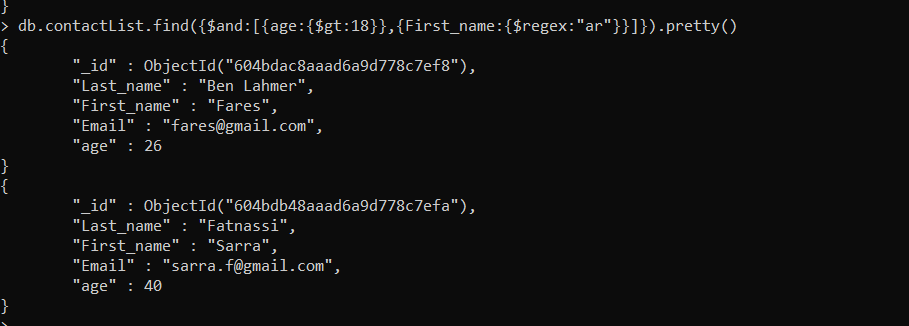 }
> db.contactList.find({$and:[{age:{$gt:18}},{First_name:{$regex:"ar"}}]}).pretty()
{
        "_id" : ObjectId("604bdac8aaad6a9d778c7ef8"),
        "Last_name" : "Ben Lahmer",
        "First_name" : "Fares",
        "Email" : "fares@gmail.com",
        "age" : 26
}
{
        "_id" : ObjectId("604bdb48aaad6a9d778c7efa"),
        "Last_name" : "Fatnassi",
        "First_name" : "Sarra",
        "Email" : "sarra.f@gmail.com",
        "age" : 40
}
>